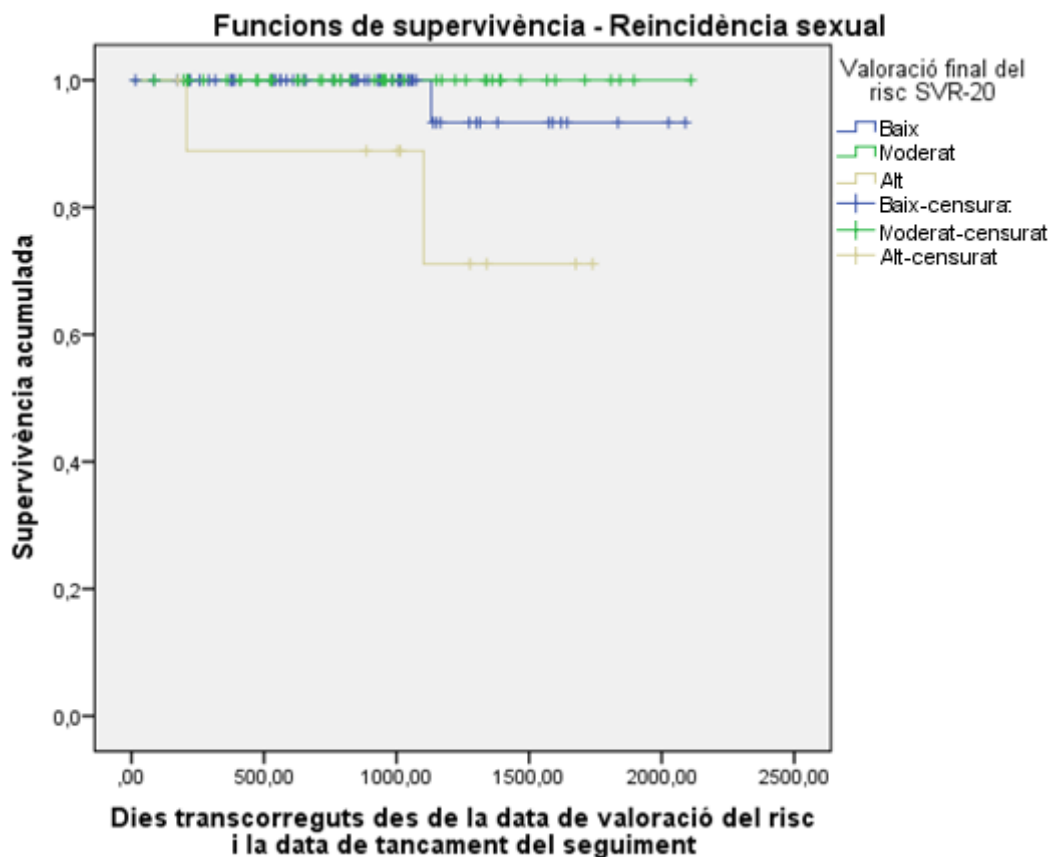 Funcions de supervivència - Reincidència sexual
Valoració final del
risc SVR-20
Baix
Moderat
Alt
Baix-censurat
Moderat-censurat
Alt-censurat
Supervivència acumulada
1,0
0,8
0,6
0,4
0,2
0,0
,00
500,00
1000,00
1500,00
2000,00
2500,00
Dies transcorreguts des de la data de valoració del risc
i la data de tancament del seguiment